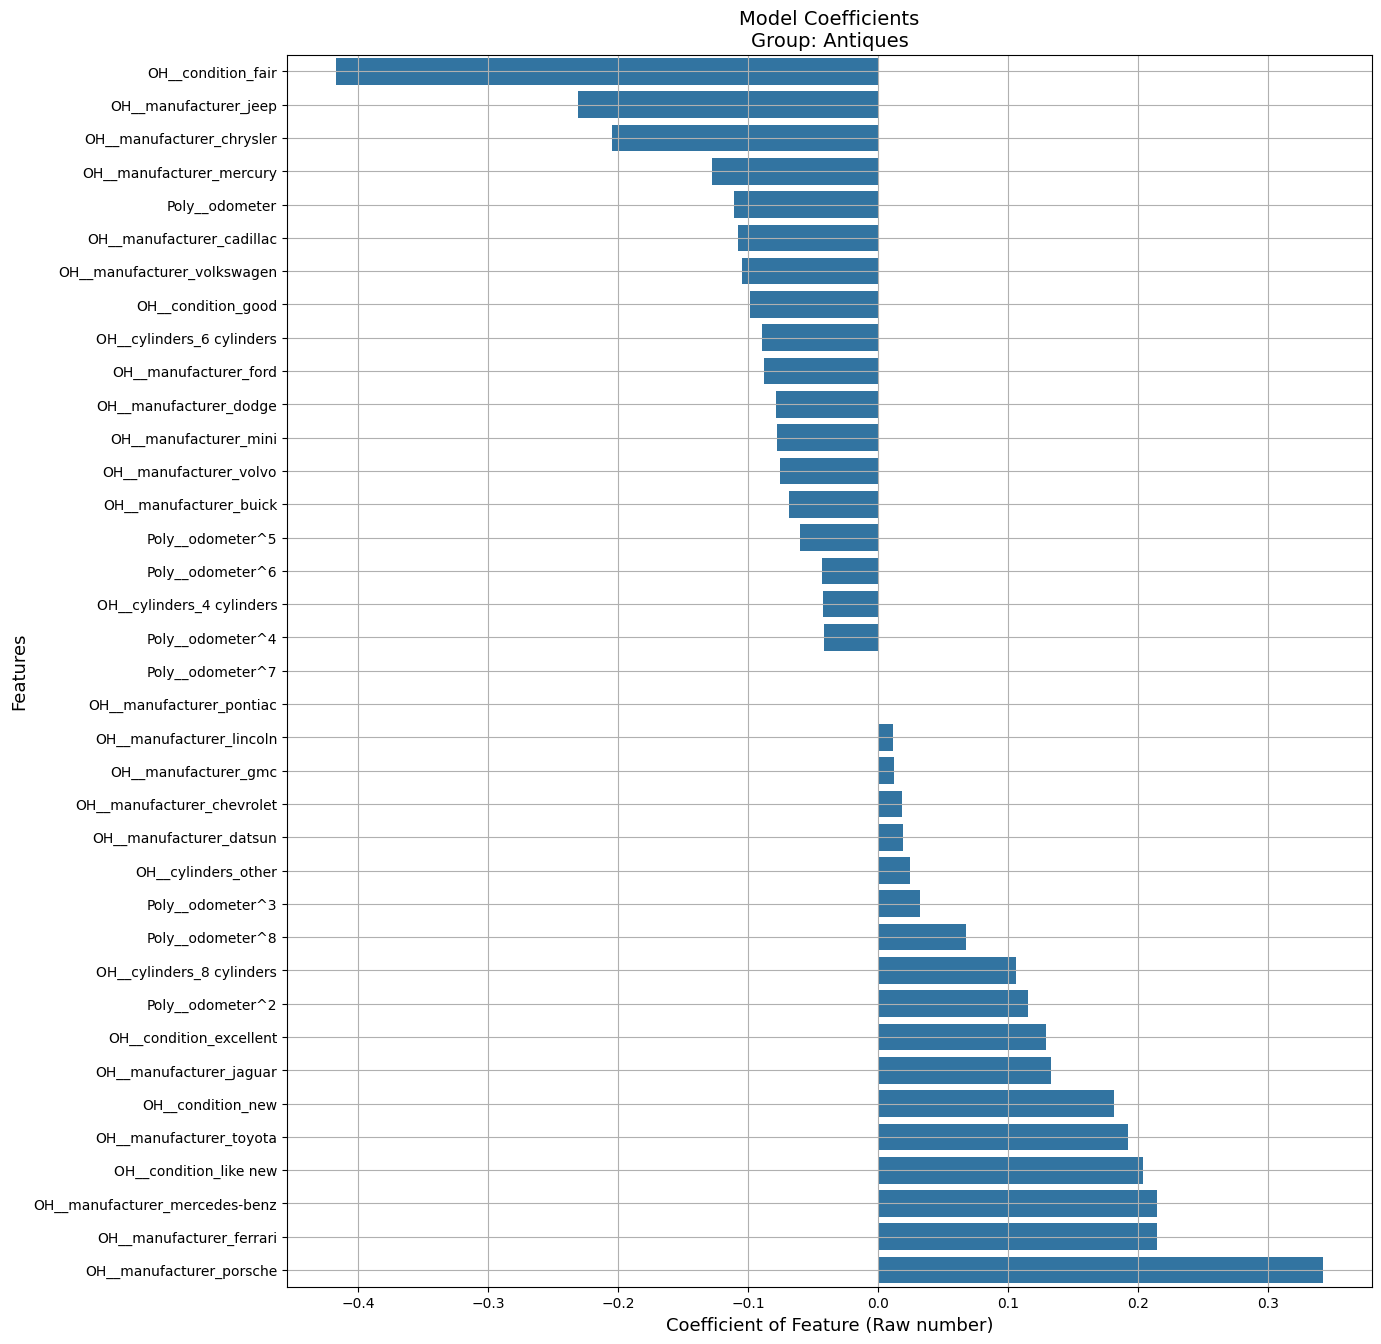 Model Coefficients
Group: Antiques
OH__condition_fair
OH__manufacturer_jeep
OH__manufacturer_chrysler
OH__manufacturer_mercury
Poly__odometer
OH__manufacturer_cadillac
OH__manufacturer_volkswagen
OH__condition_good
OH__cylinders_6 cylinders
OH__manufacturer_ford
OH__manufacturer_dodge
OH__manufacturer_mini
OH__manufacturer_volvo
OH__manufacturer_buick
Poly__odometer^5
Poly__odometer^6
OH__cylinders_4 cylinders
Poly__odometer^4
Poly__odometer^7
OH__manufacturer_pontiac
OH__manufacturer_lincoln
OH__manufacturer_gmc
OH__manufacturer_chevrolet
OH__manufacturer_datsun
OH__cylinders_other
Poly__odometer^3
Poly__odometer^8
OH__cylinders_8 cylinders
Poly__odometer^2
OH__condition_excellent
OH__manufacturer_jaguar
OH__condition_new
OH__manufacturer_toyota
OH__condition_like new
OH__manufacturer_mercedes-benz
OH__manufacturer_ferrari
OH__manufacturer_porsche
Features
−0.4 −0.3 −0.2 −0.1 0.0 0.1 0.2 0.3
Coefficient of Feature (Raw number)